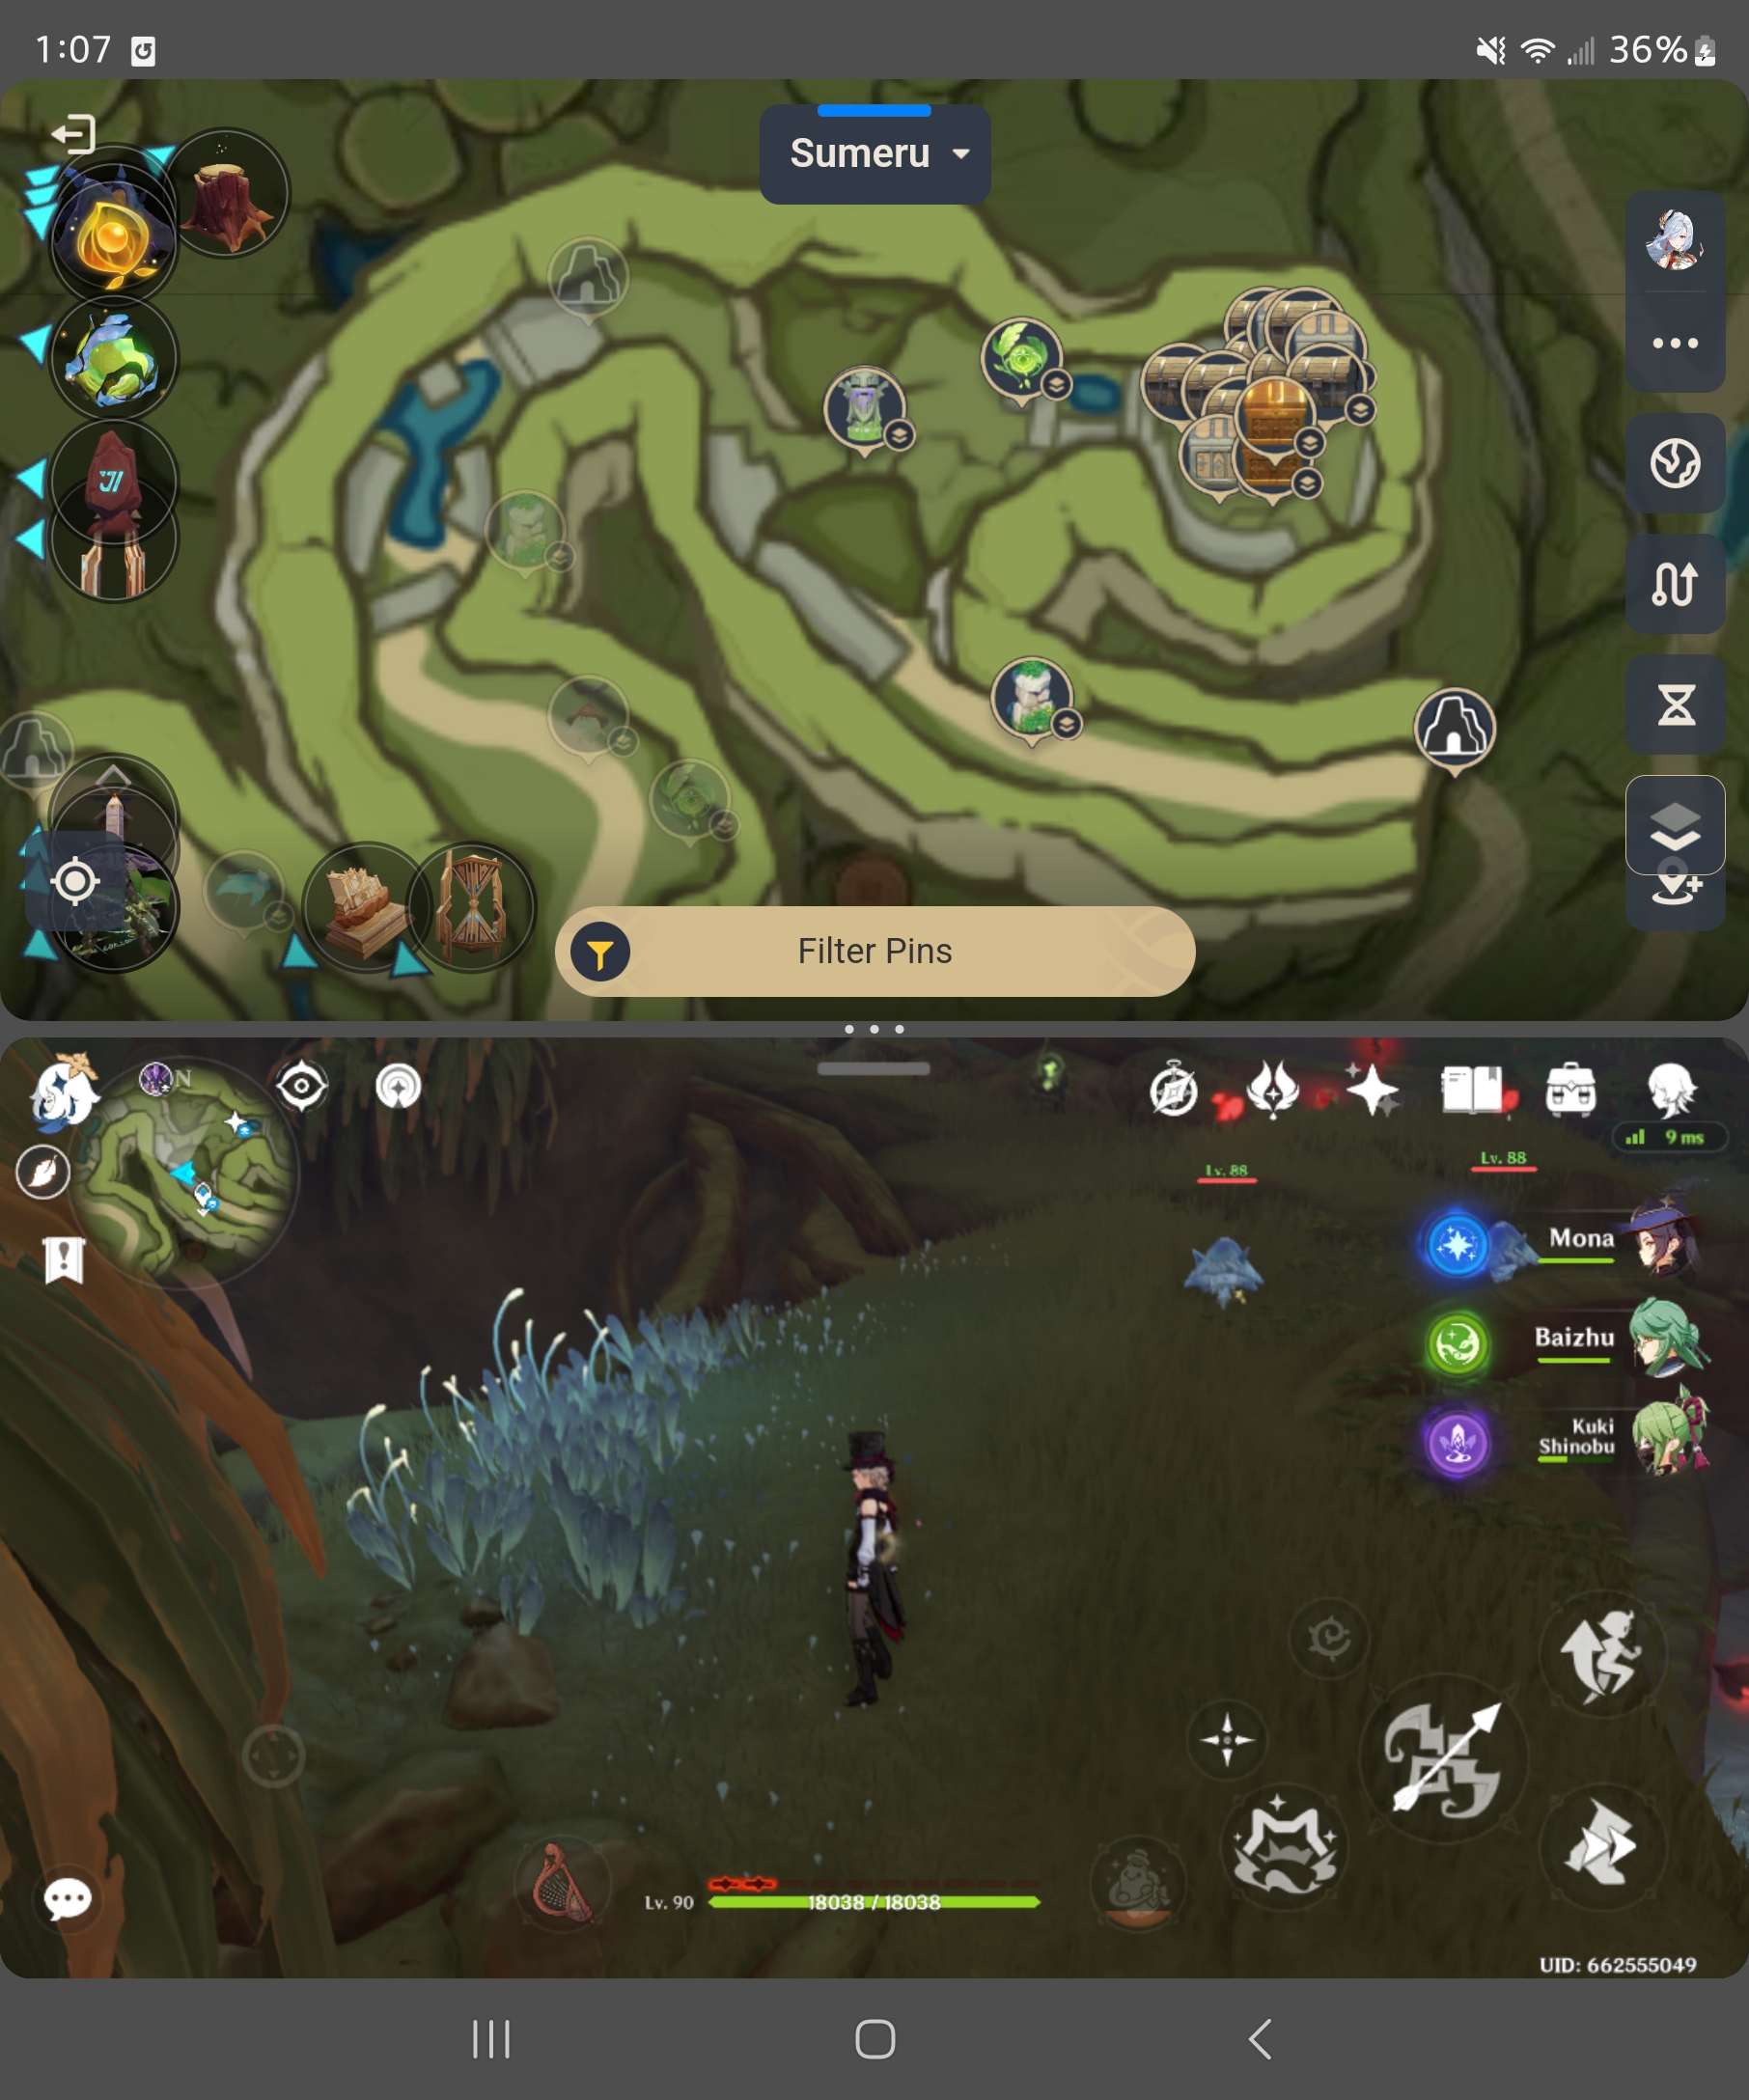 1:07
36%
Sumeru
Filter Pins
N
9 ms
Lv. 88
Lv. 88
Mona
Baizhu
Kuki
Shinobu
Lv. 90
18038 / 18038
UID: 662555049